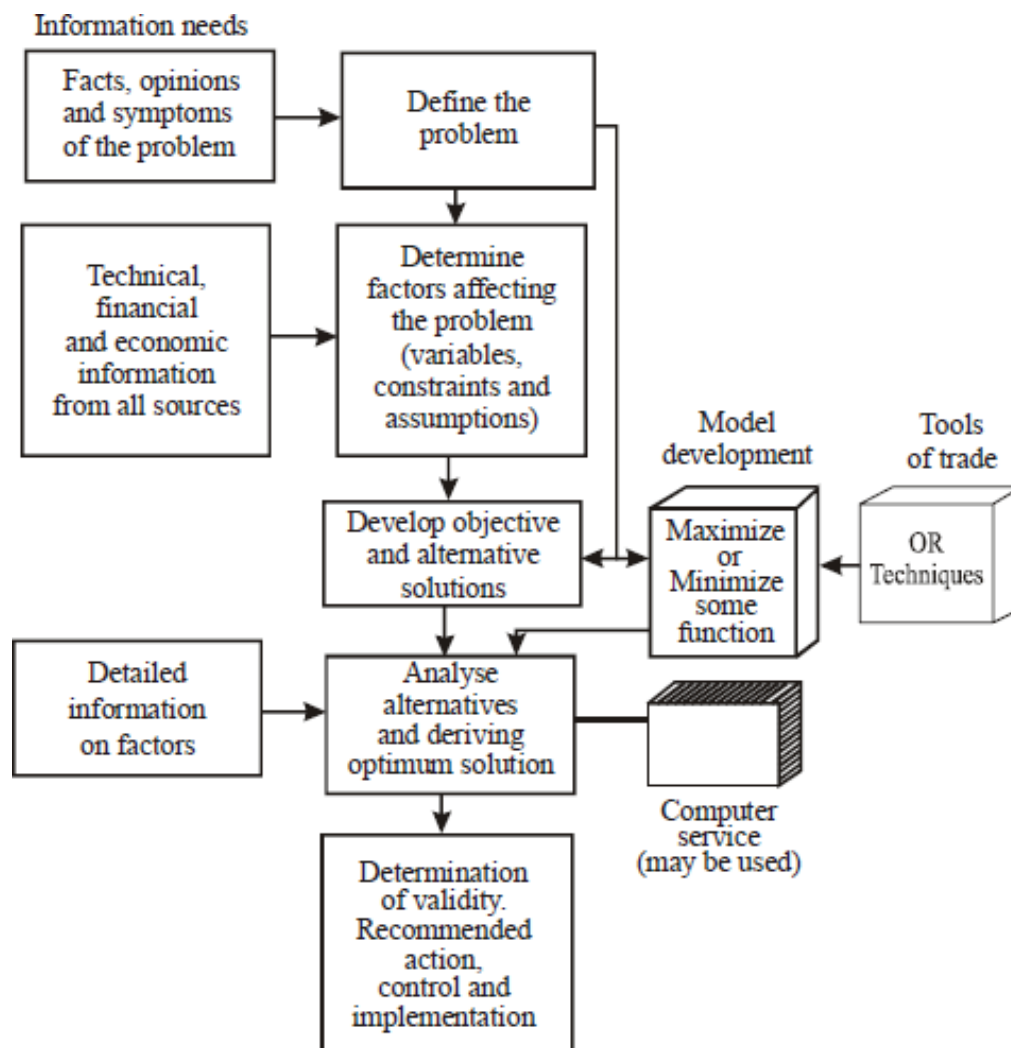 Information needs
Facts, opinions
and symptoms
of the problem
Define the
problem
Technical,
financial
and economic
information
from all sources
Determine
factors affecting
the problem
(variables,
constraints and
assumptions)
Model
development
Tools
of trade
Develop objective
and alternative
solutions
Maximize
or
Minimize
some
function
OR
Techniques
Detailed
information
on factors
Analyse
alternatives
and deriving
optimum solution
Computer
service
(may be used)
Determination
of validity.
Recommended
action,
control and
implementation